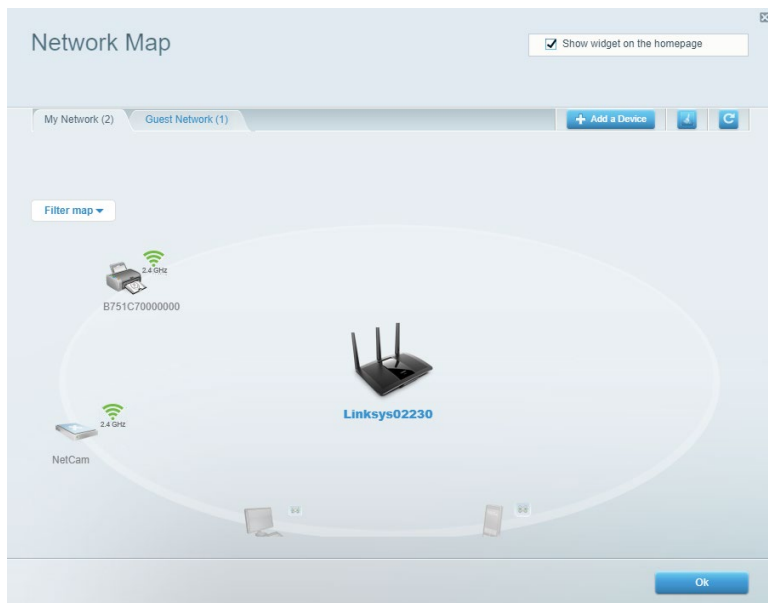 Network Map
Show widget on the homepage
My Network (2)
Guest Network (1)
Add a Device
Filter map
2.4 GHz
B751C70000000
Linksys02230
2.4 GHz
NetCam
Ok